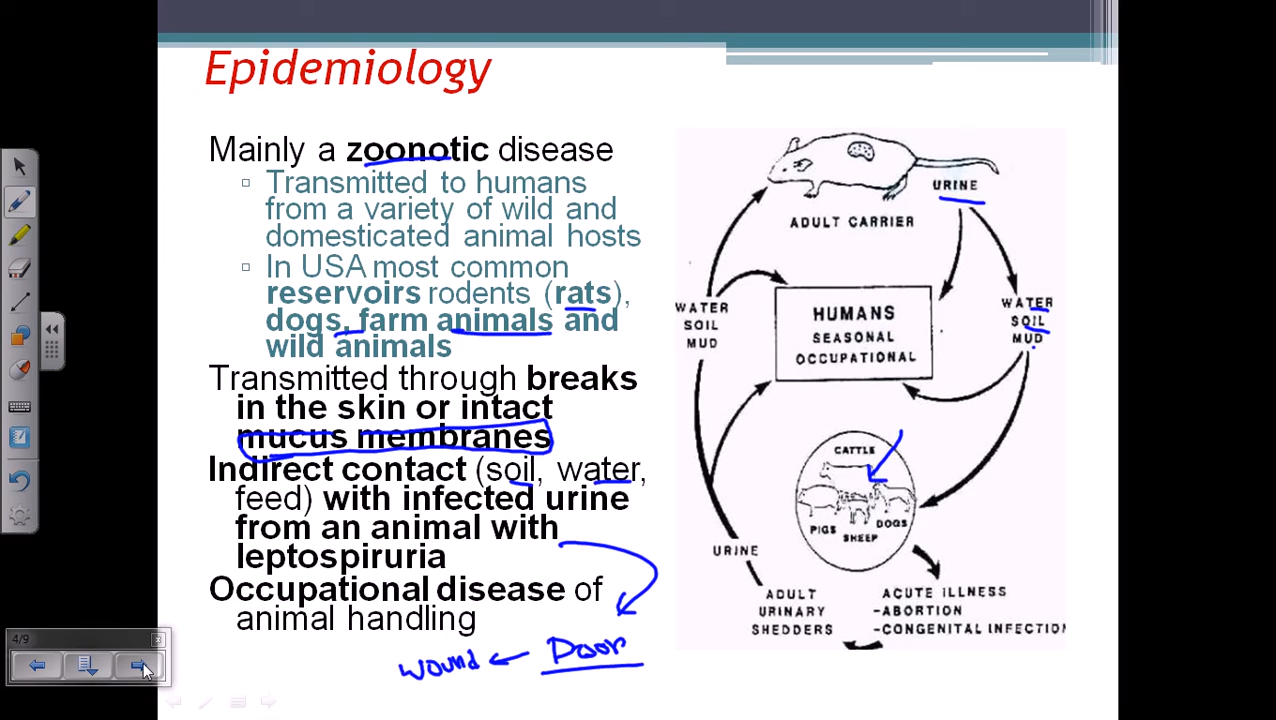 Epidemiology
Mainly a zoonotic disease
Transmitted to humans
from a variety of wild and
domesticated animal hosts
In USA most common
reservoirs rodents (rats),
dogs, farm animals and
wild animals
Transmitted through breaks
in the skin or intact
mucus membranes
Indirect contact (soil, water,
feed) with infected urine
from an animal with
leptospiruria
Occupational disease of
animal handling
wound ← Door
URINE
ADULT CARRIER
WATER
SOIL
MUD
HUMANS
SEASONAL
OCCUPATIONAL
WATER
SOIL
MUD
CATTLE
PIGS
SHEEP
DOGS
URINE
ADULT
URINARY
SHEDDERS
ACUTE ILLNESS
-ABORTION
-CONGENITAL INFECTION
4/9